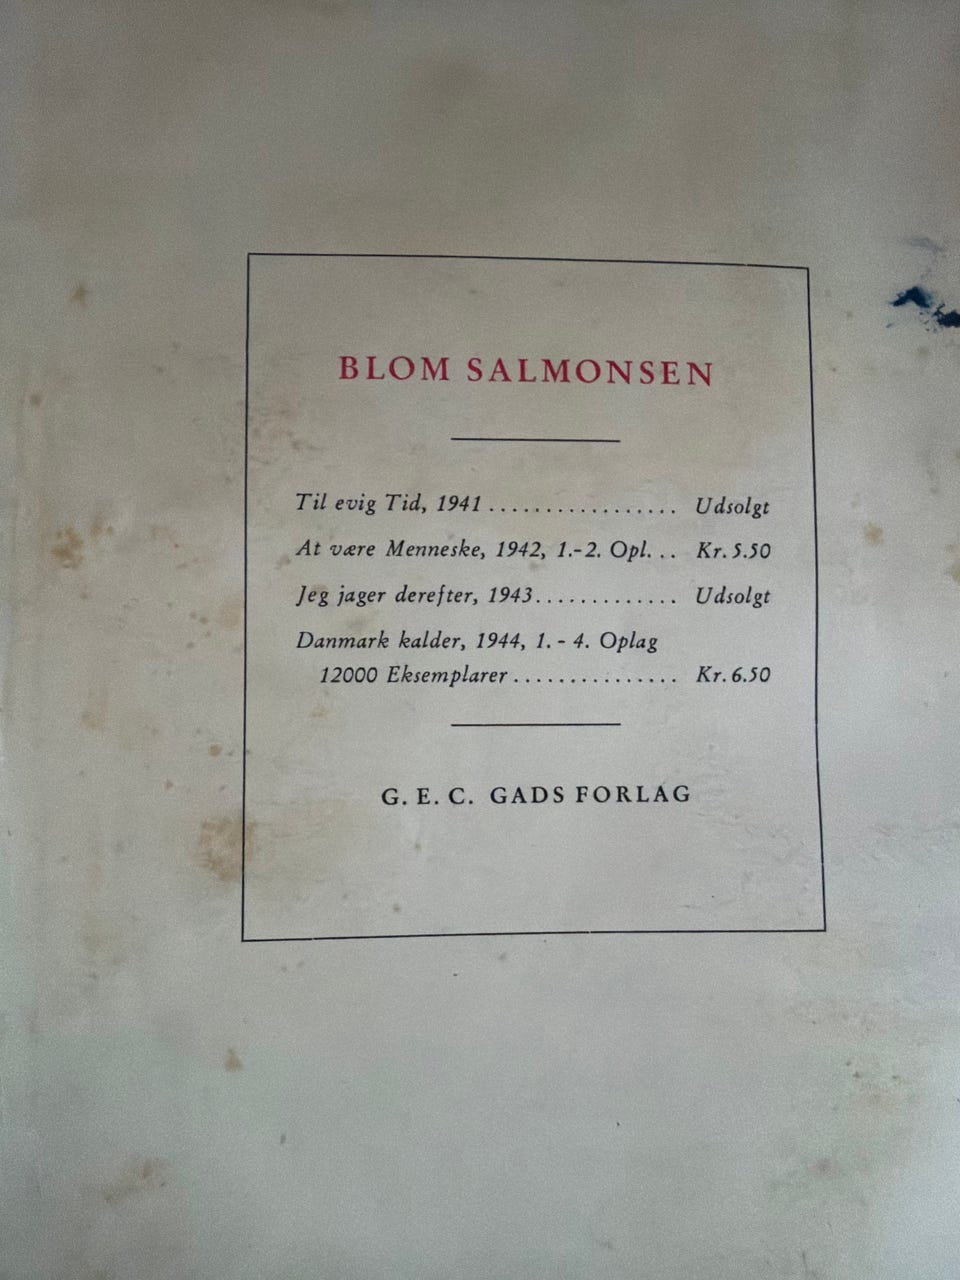 BLOM SALMONSEN
Til evig Tid, 1941 ................. Udsolgt
At være Menneske, 1942, 1.-2. Opl. .. Kr. 5.50
Jeg jager derefter, 1943............. Udsolgt
Danmark kalder, 1944, 1. - 4. Oplag
12000 Eksemplarer ............... Kr. 6.50
G. E. C. GADS FORLAG